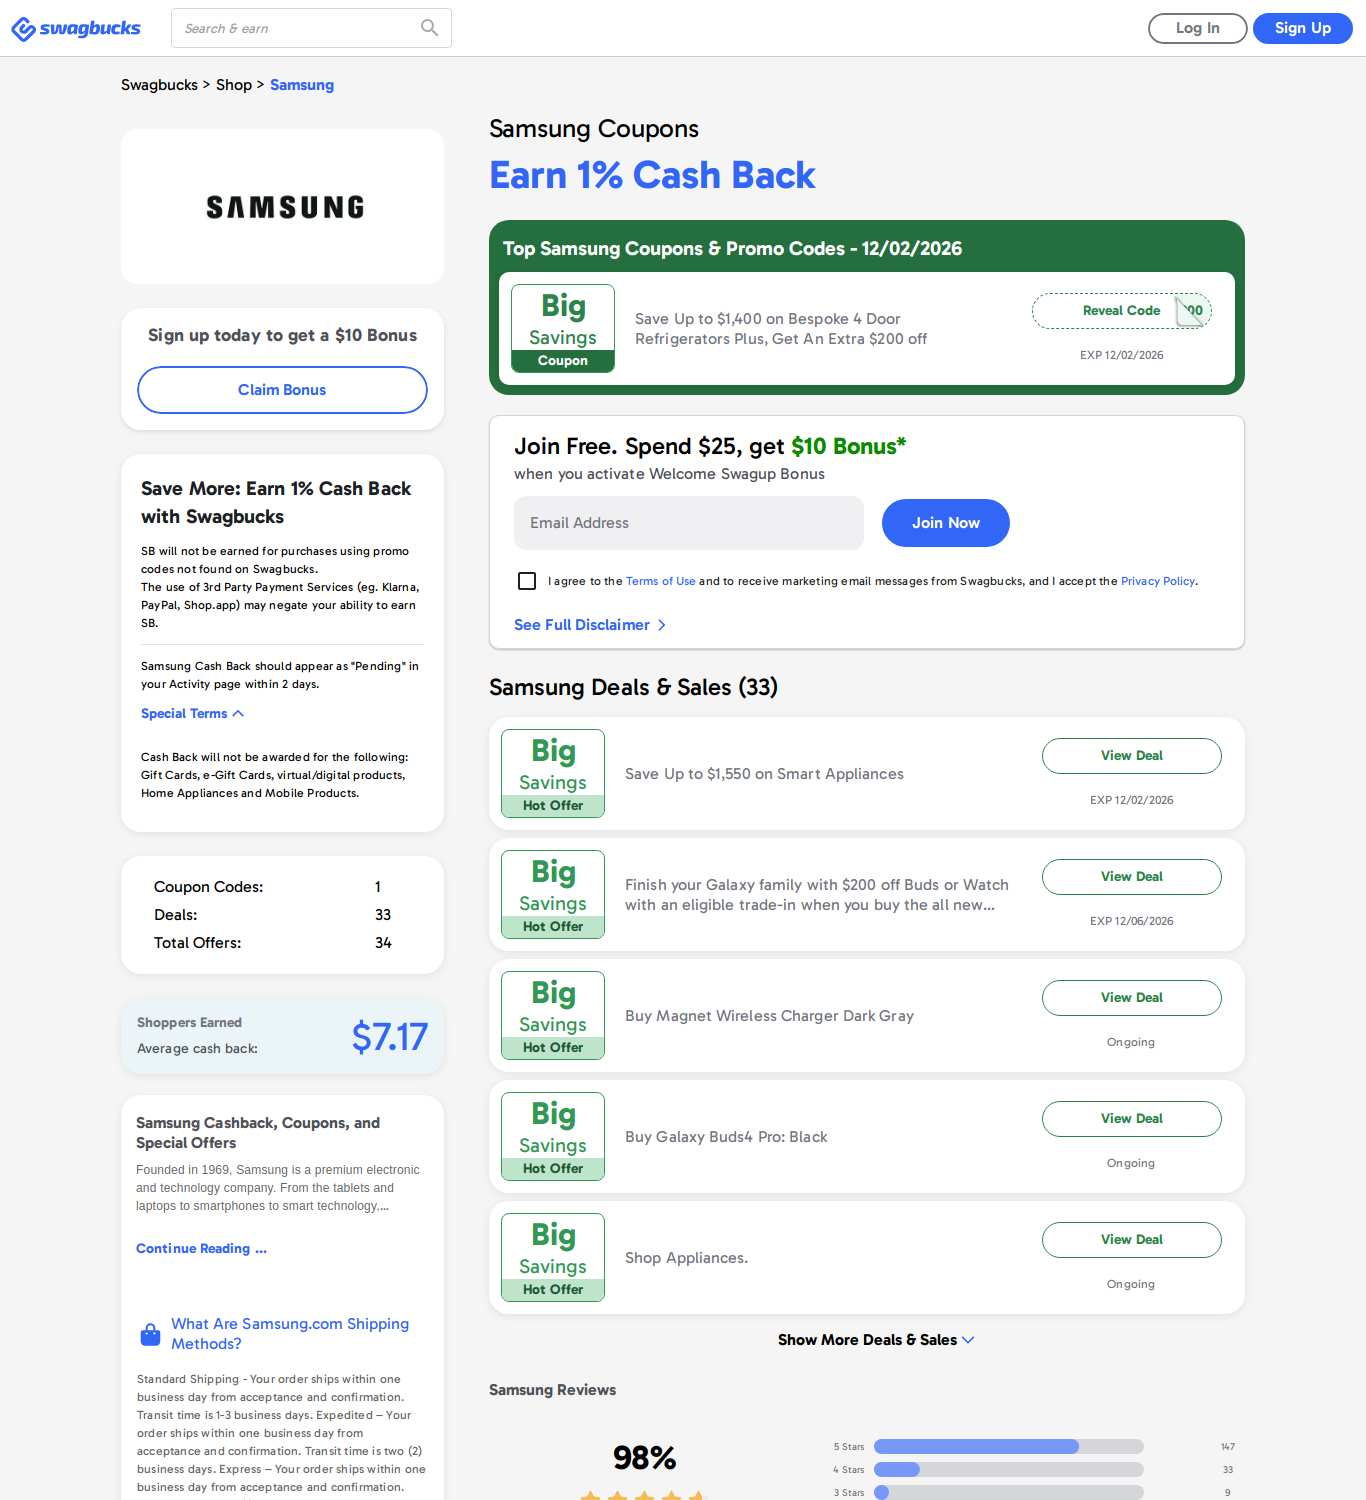 swagbucks
Search & earn
Log In
Sign Up
Swagbucks > Shop > Samsung
SAMSUNG
Sign up today to get a $10 Bonus
Claim Bonus
Save More: Earn 1% Cash Back
with Swagbucks
SB will not be earned for purchases using promo
codes not found on Swagbucks.
The use of 3rd Party Payment Services (eg. Klarna,
PayPal, Shop.app) may negate your ability to earn
SB.
Samsung Cash Back should appear as "Pending" in
your Activity page within 2 days.
Special Terms
Cash Back will not be awarded for the following:
Gift Cards, e-Gift Cards, virtual/digital products,
Home Appliances and Mobile Products.
Coupon Codes: 1
Deals: 33
Total Offers: 34
Shoppers Earned
Average cash back:
$7.17
Samsung Cashback, Coupons, and
Special Offers
Founded in 1969, Samsung is a premium electronic
and technology company. From the tablets and
laptops to smartphones to smart technology,...
Continue Reading ...
What Are Samsung.com Shipping
Methods?
Standard Shipping - Your order ships within one
business day from acceptance and confirmation.
Transit time is 1-3 business days. Expedited – Your
order ships within one business day from
acceptance and confirmation. Transit time is two (2)
business days. Express – Your order ships within one
business day from acceptance and confirmation.
Samsung Coupons
Earn 1% Cash Back
Top Samsung Coupons & Promo Codes - 12/02/2026
Big
Savings
Coupon
Save Up to $1,400 on Bespoke 4 Door
Refrigerators Plus, Get An Extra $200 off
Reveal Code
00
EXP 12/02/2026
Join Free. Spend $25, get $10 Bonus*
when you activate Welcome Swagup Bonus
Email Address
Join Now
I agree to the Terms of Use and to receive marketing email messages from Swagbucks, and I accept the Privacy Policy.
See Full Disclaimer
Samsung Deals & Sales (33)
Big
Savings
Hot Offer
Save Up to $1,550 on Smart Appliances
View Deal
EXP 12/02/2026
Big
Savings
Hot Offer
Finish your Galaxy family with $200 off Buds or Watch
with an eligible trade-in when you buy the all new...
View Deal
EXP 12/06/2026
Big
Savings
Hot Offer
Buy Magnet Wireless Charger Dark Gray
View Deal
Ongoing
Big
Savings
Hot Offer
Buy Galaxy Buds4 Pro: Black
View Deal
Ongoing
Big
Savings
Hot Offer
Shop Appliances.
View Deal
Ongoing
Show More Deals & Sales
Samsung Reviews
98%
5 Stars 147
4 Stars 33
3 Stars 9